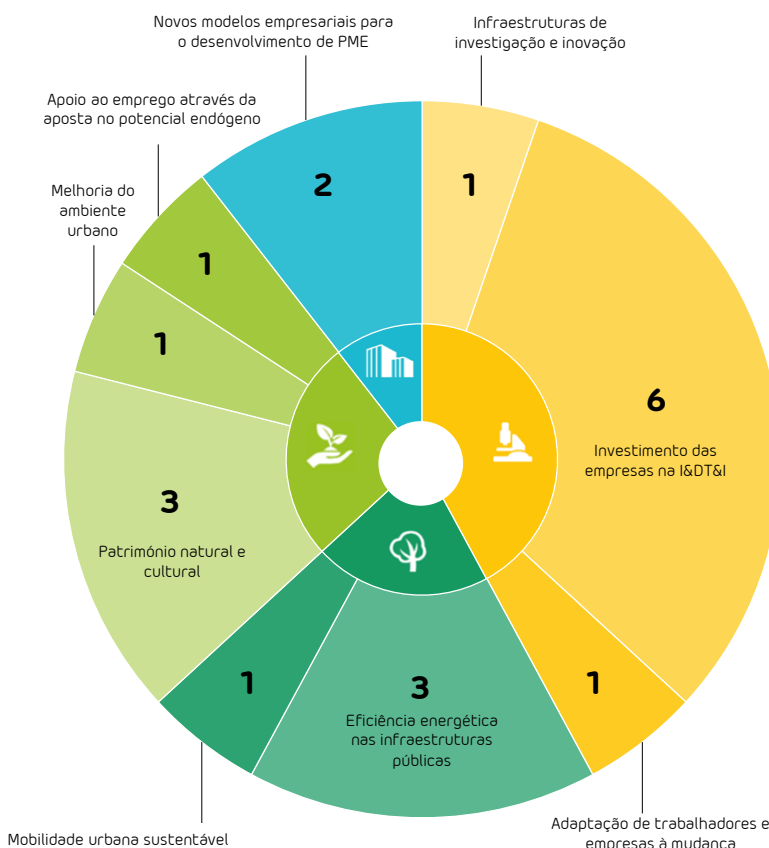 Novos modelos empresariais para
o desenvolvimento de PME
Infraestruturas de
investigação e inovação
Apoio ao emprego através da
aposta no potencial endógeno
Melhoria do
ambiente
urbano
2
1
1
1
6
Investimento das
empresas na I&DT&I
3
Património natural e
cultural
1
3
Eficiência energética
nas infraestruturas
públicas
1
Mobilidade urbana sustentável
Adaptação de trabalhadores e
empresas à mudança